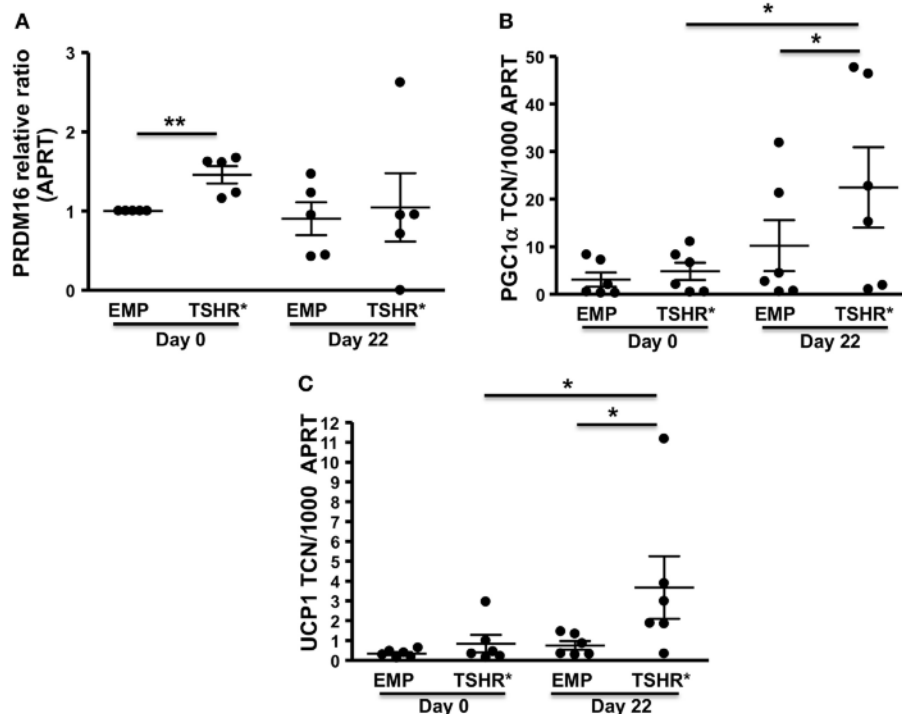 A
PRDM16 relative ratio
(APRT)
3
2
1
0
**
EMP TSHR* EMP TSHR*
Day 0 Day 22
B
PGC1α TCN/1000 APRT
50
40
30
20
10
0
*
*
EMP TSHR* EMP TSHR*
Day 0 Day 22
C
UCP1 TCN/1000 APRT
12
11
10
9
8
7
6
5
4
3
2
1
0
*
*
EMP TSHR* EMP TSHR*
Day 0 Day 22